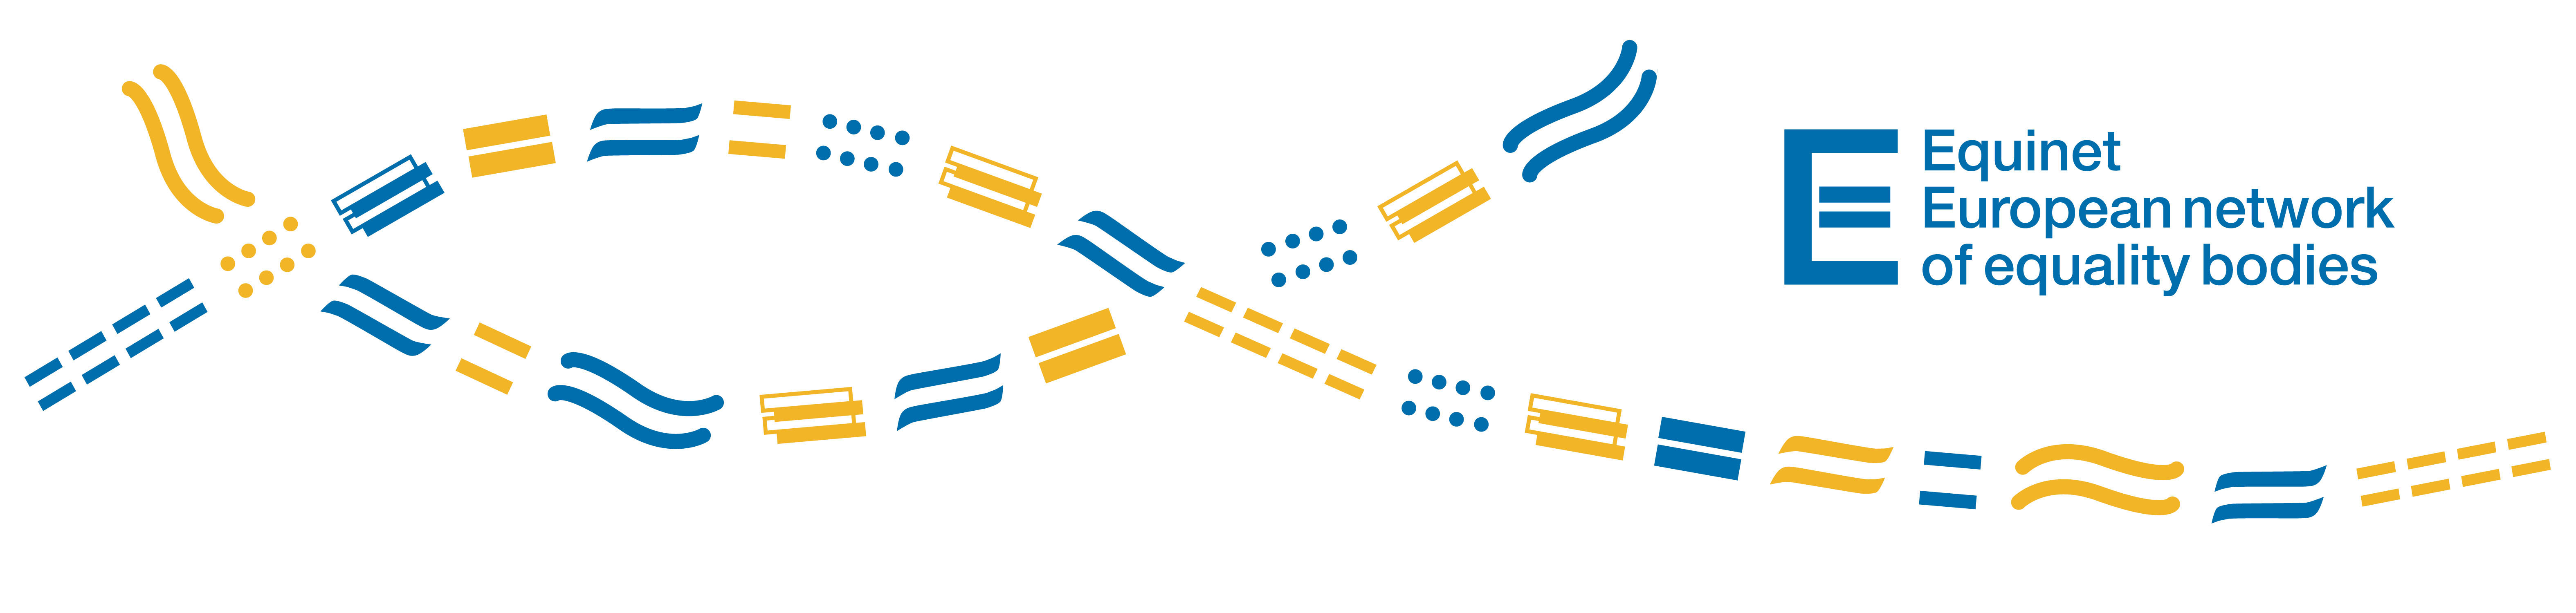 Equinet
European network
of equality bodies